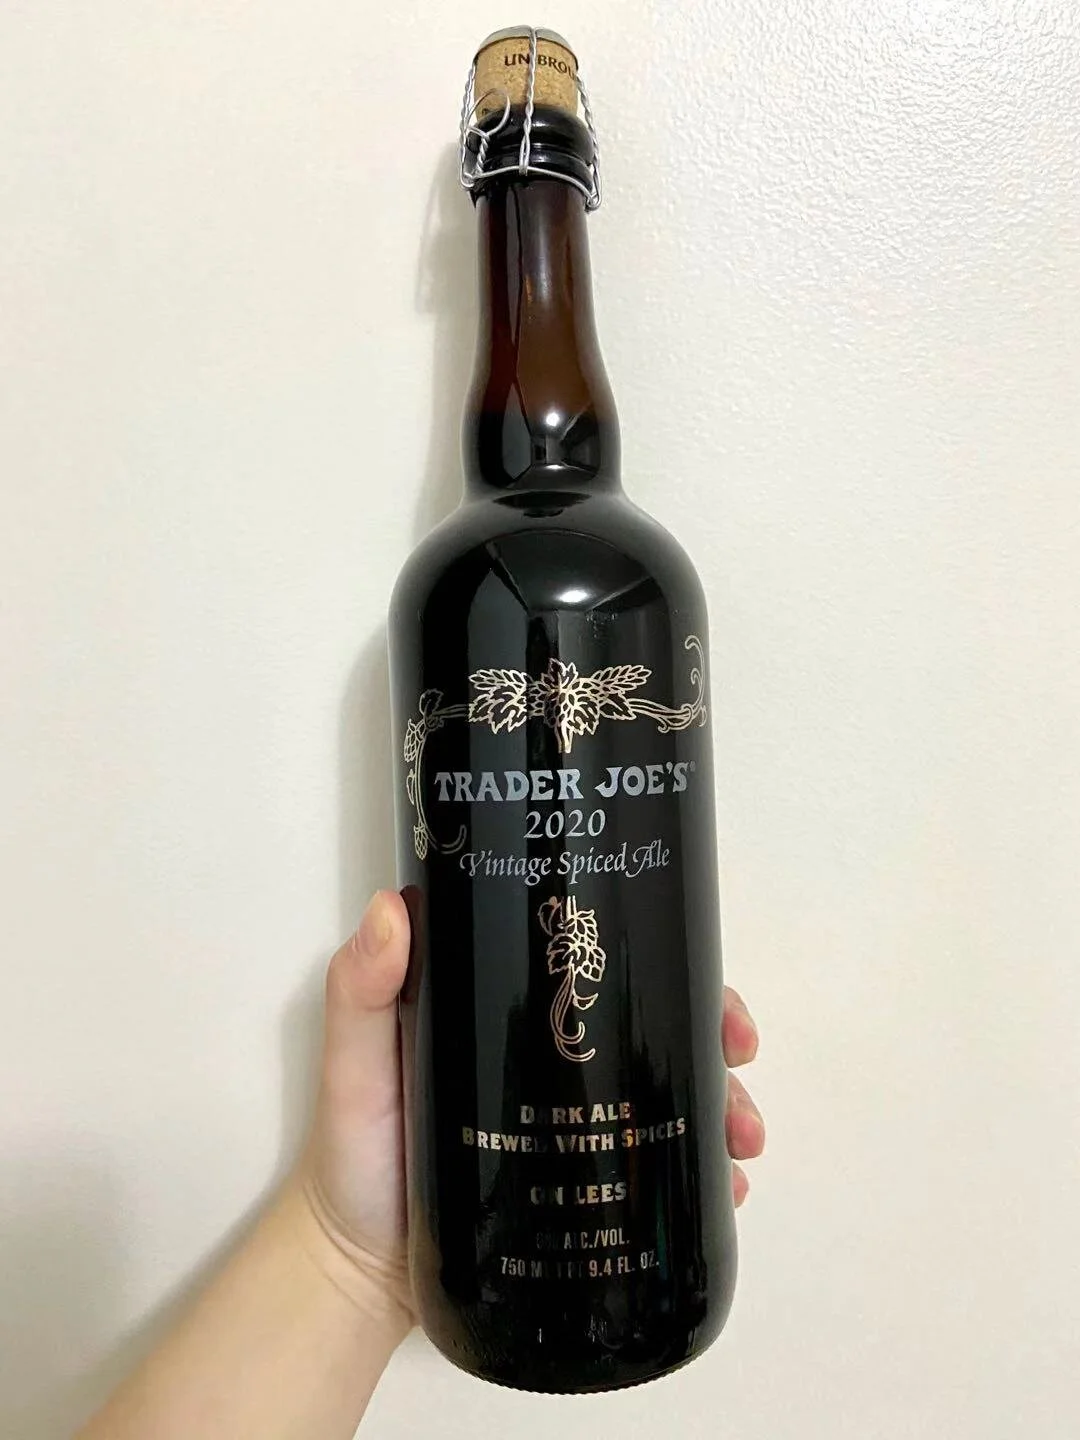 UNIBROU
TRADER JOE'S
2020
Vintage Spiced Ale
DARK ALE
BREWED WITH SPICES
ON LEES
ALC./VOL.
750 ML 1 PT 9.4 FL. OZ.